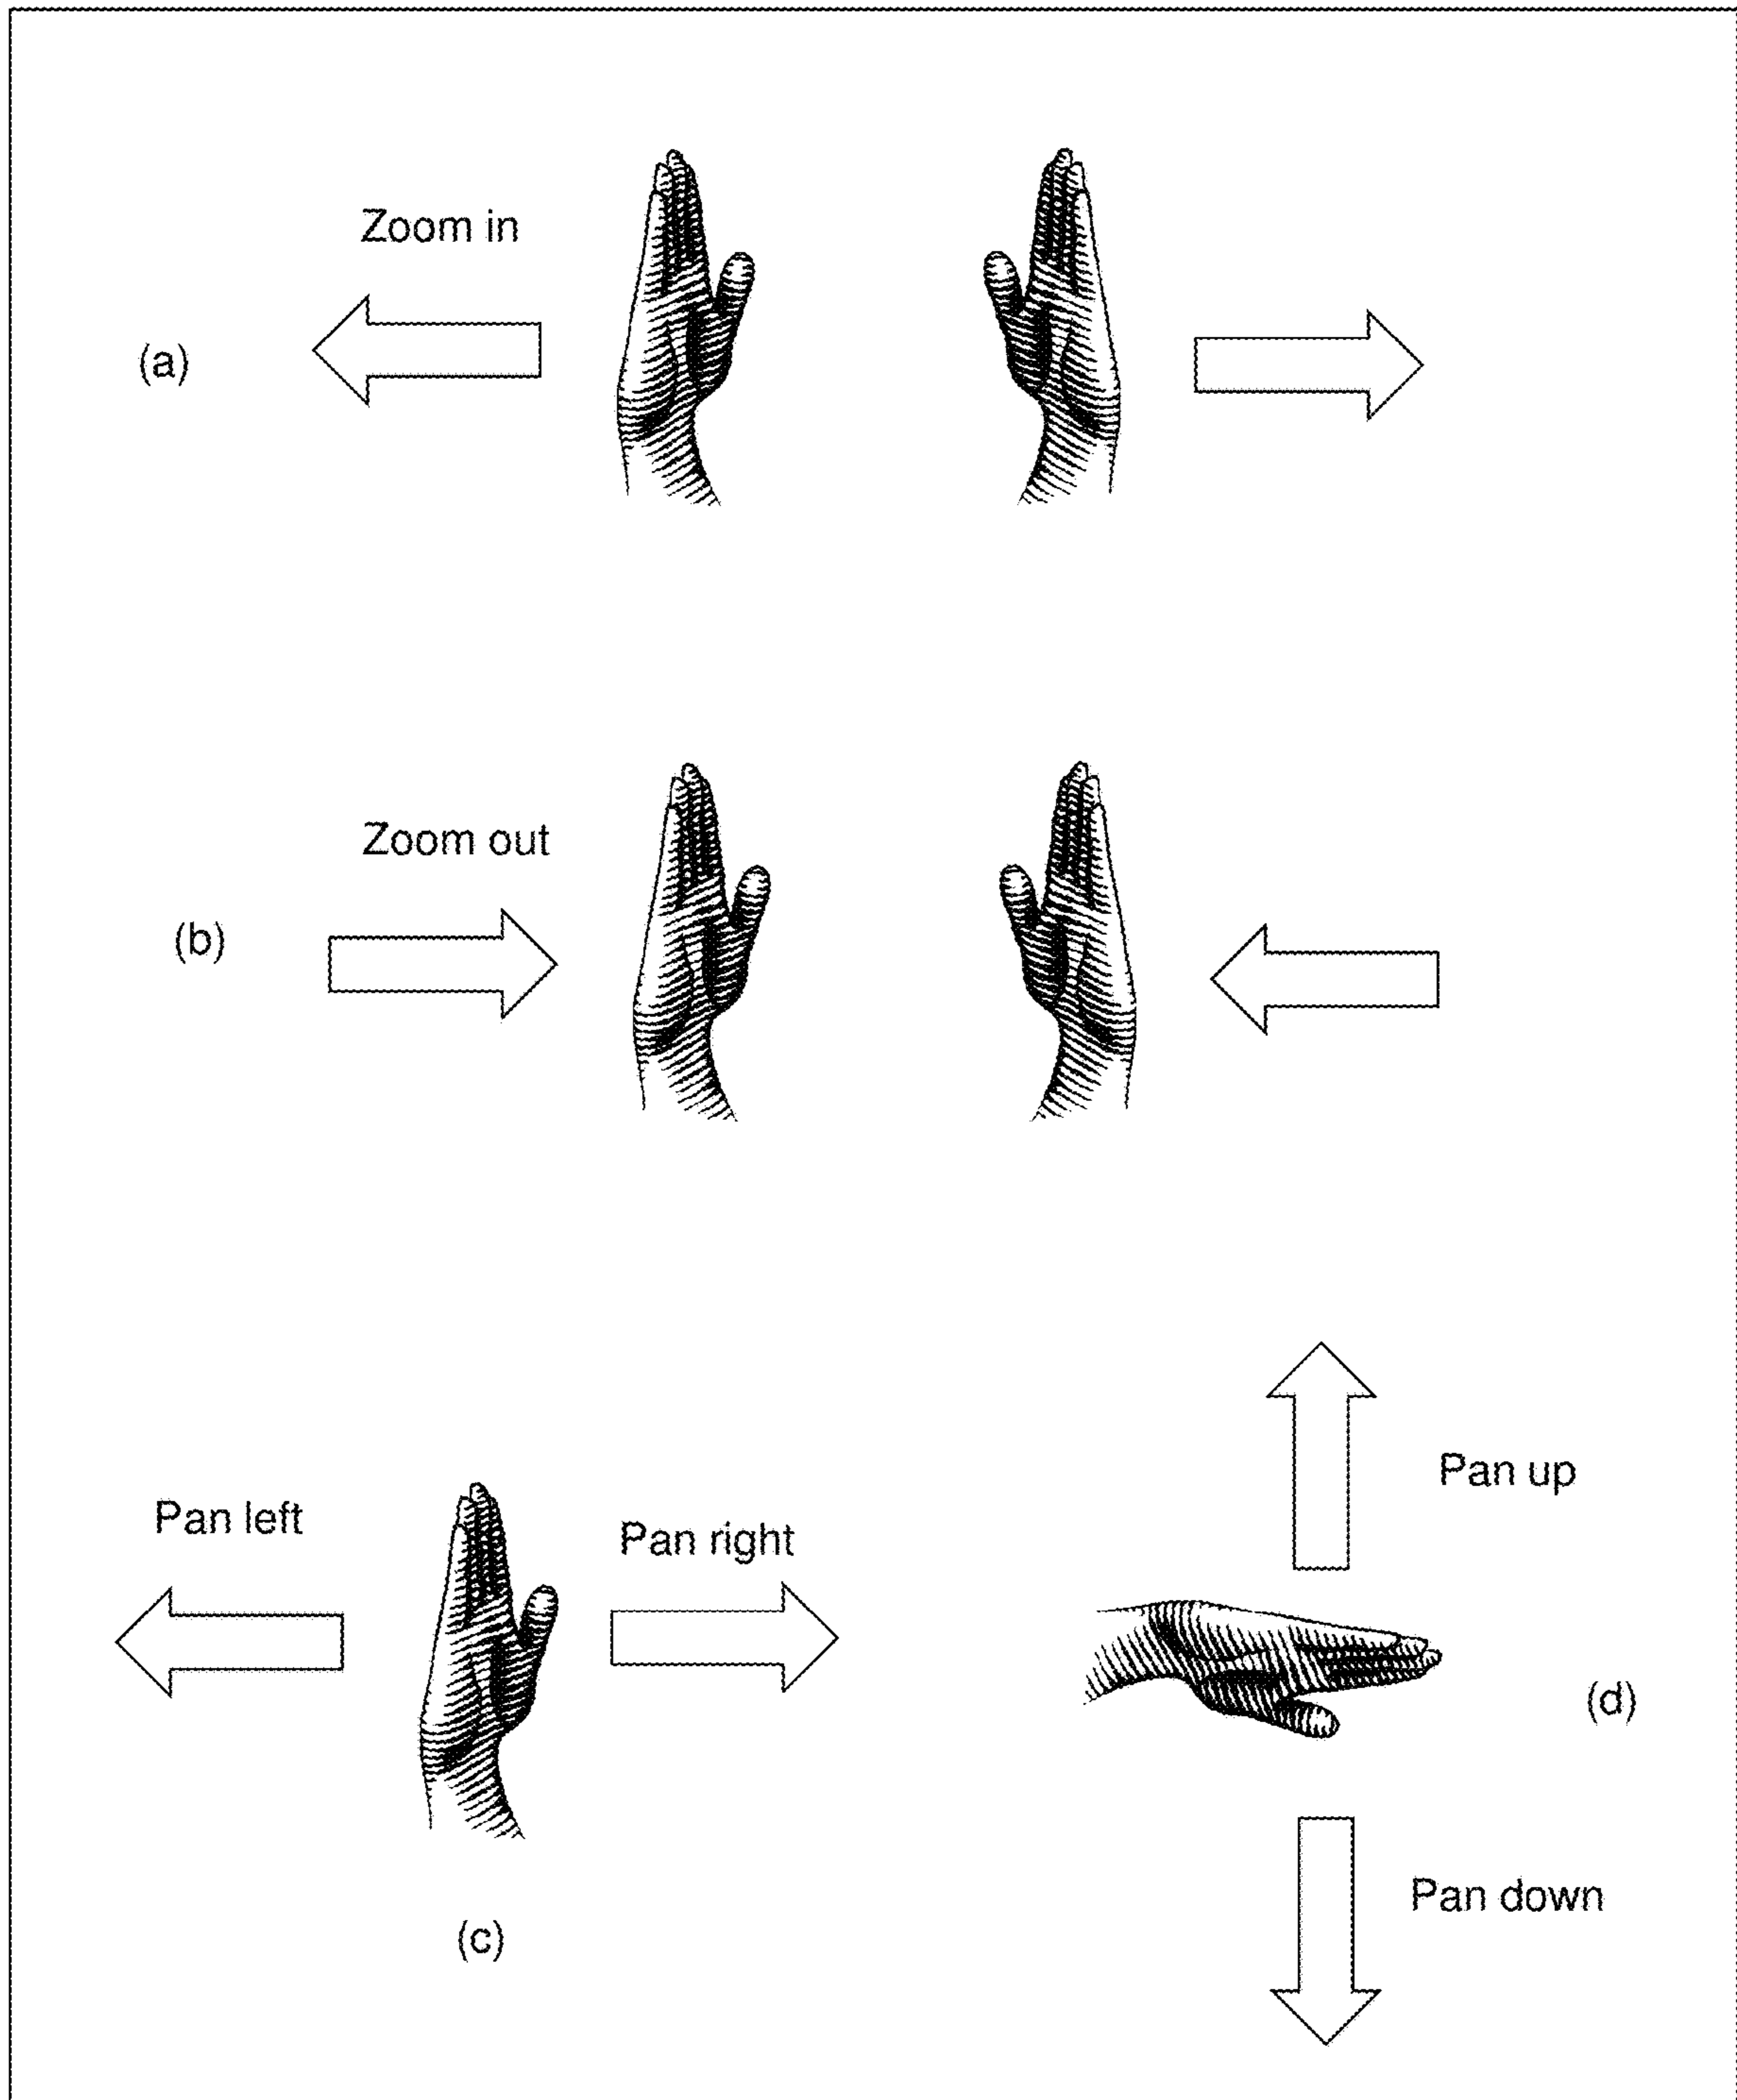 Zoom in
(a)
Zoom out
(b)
Pan up
Pan left
Pan right
(d)
Pan down
(c)